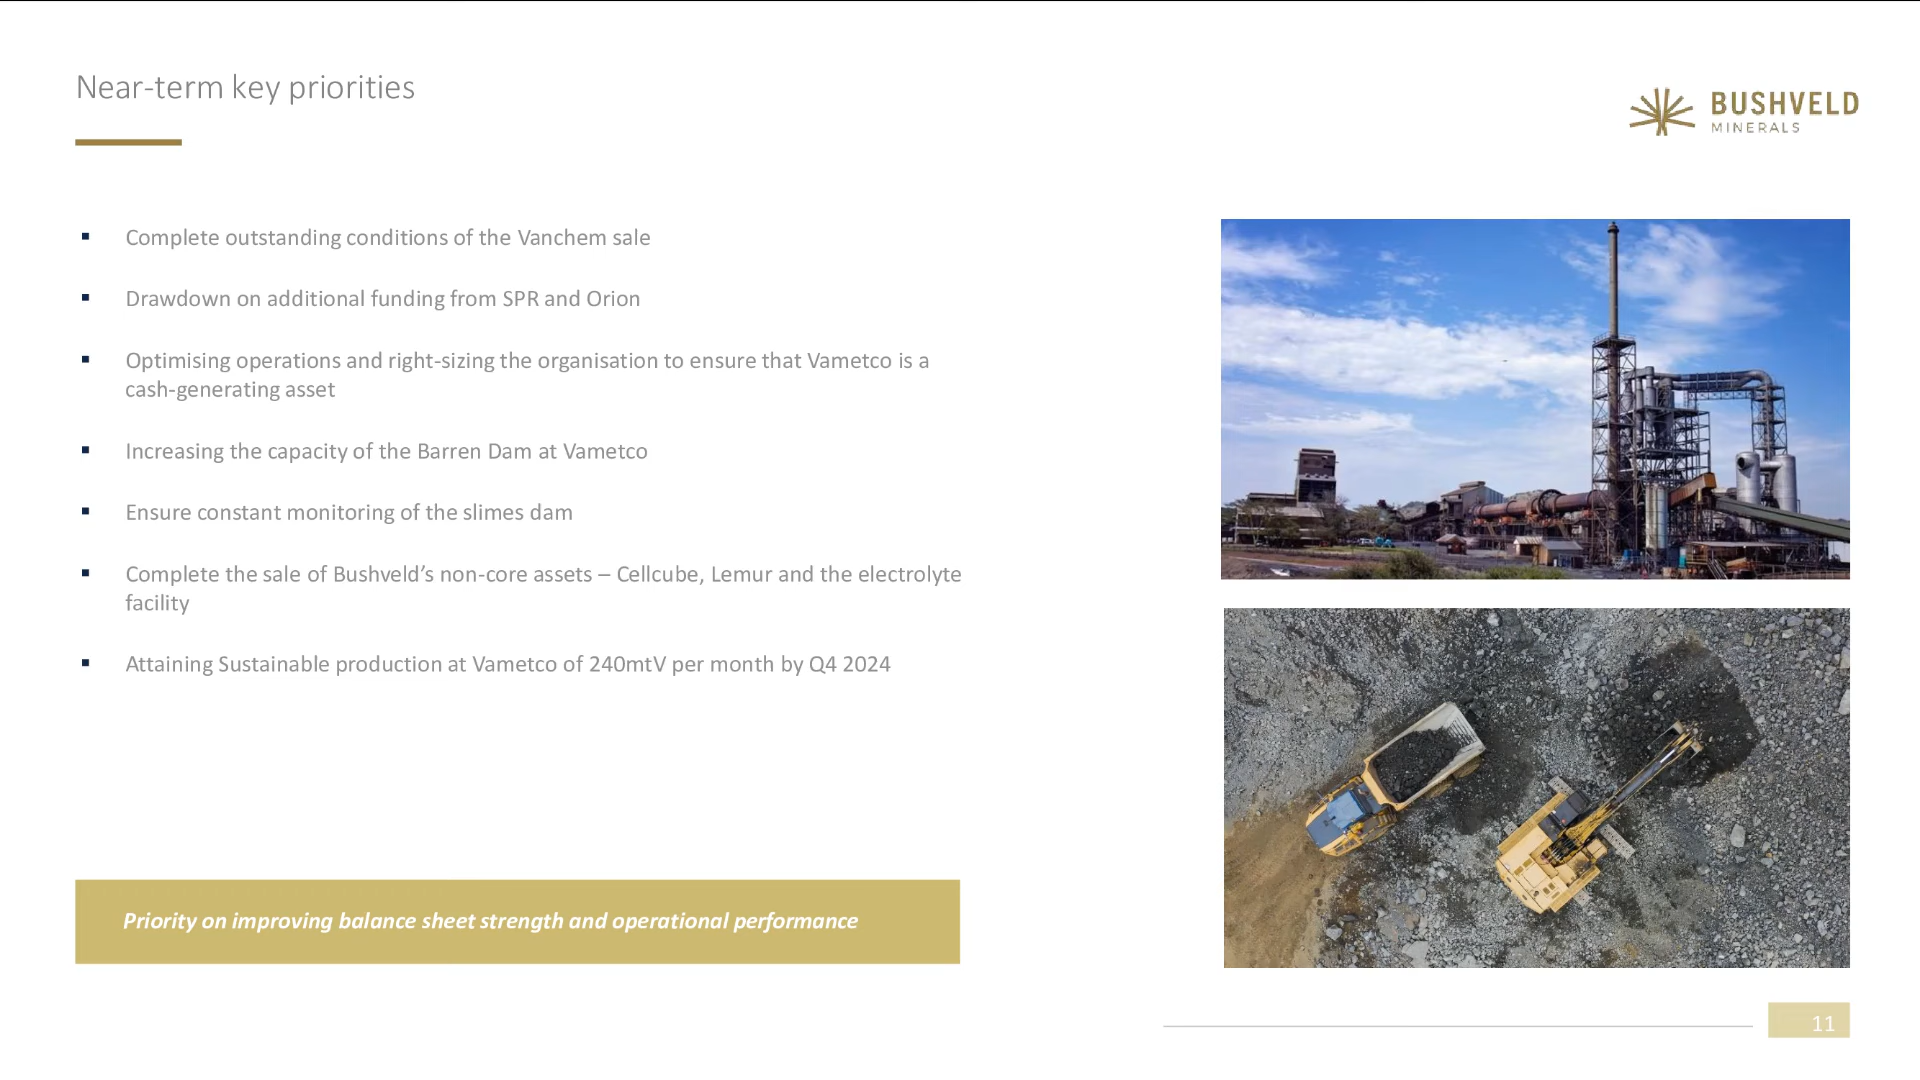 Near-term key priorities
BUSHVELD
MINERALS
▪ Complete outstanding conditions of the Vanchem sale
▪ Drawdown on additional funding from SPR and Orion
▪ Optimising operations and right-sizing the organisation to ensure that Vametco is a
cash-generating asset
▪ Increasing the capacity of the Barren Dam at Vametco
▪ Ensure constant monitoring of the slimes dam
▪ Complete the sale of Bushveld’s non-core assets – Cellcube, Lemur and the electrolyte
facility
▪ Attaining Sustainable production at Vametco of 240mtV per month by Q4 2024
Priority on improving balance sheet strength and operational performance
11